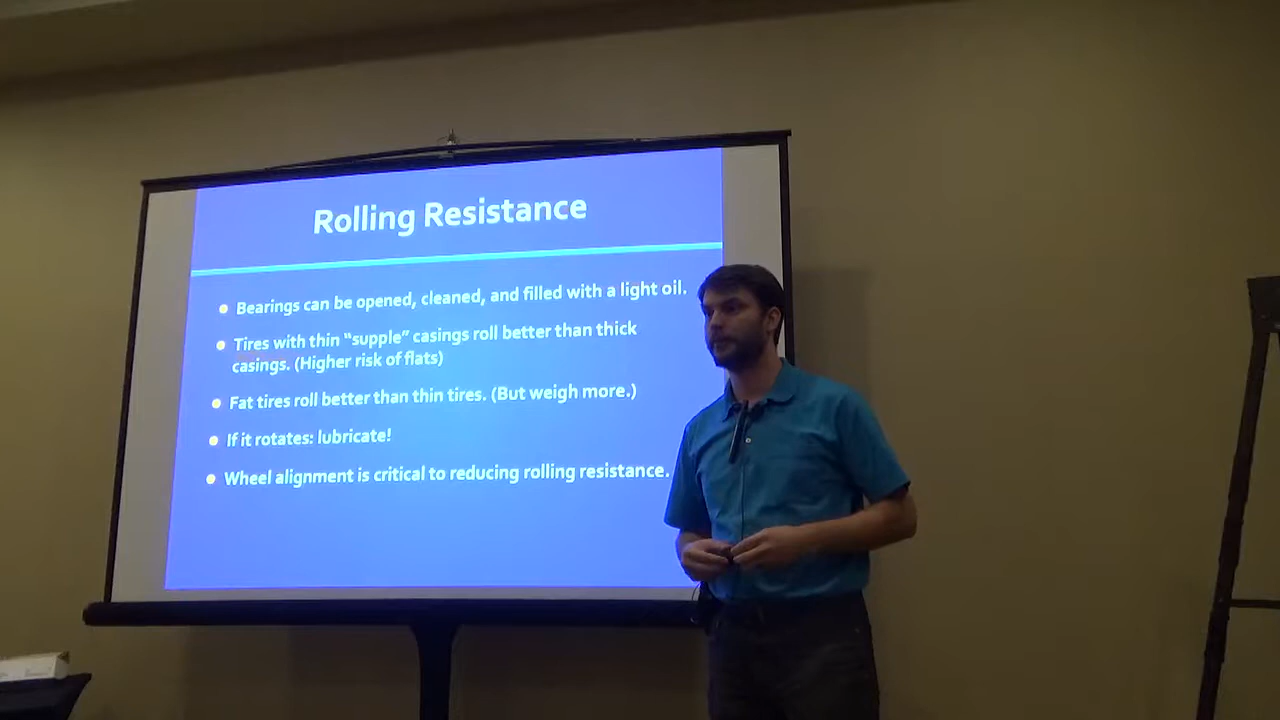 Rolling Resistance
Bearings can be opened, cleaned, and filled with a light oil.
Tires with thin “supple” casings roll better than thick
casings. (Higher risk of flats)
Fat tires roll better than thin tires. (But weigh more.)
If it rotates: lubricate!
Wheel alignment is critical to reducing rolling resistance.